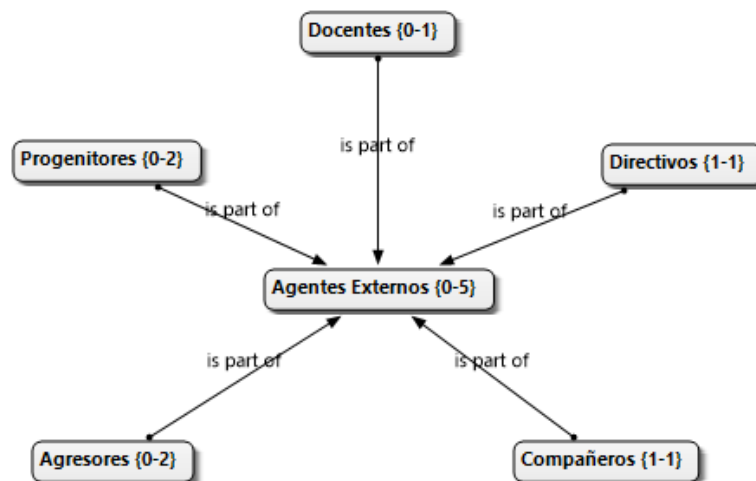 Docentes {0-1}
is part of
Progenitores {0-2}
Directivos {1-1}
is part of
is part of
Agentes Externos {0-5}
is part of
is part of
Agresores {0-2}
Compañeros {1-1}